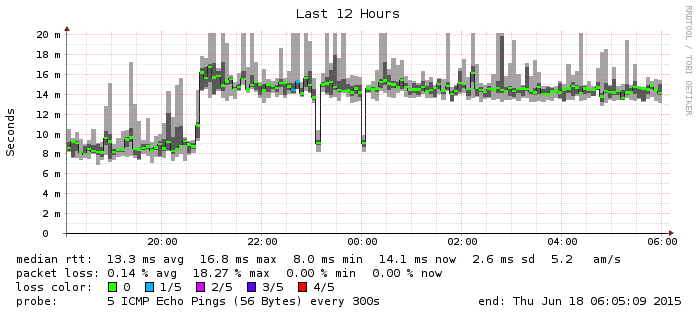 Last 12 Hours
RRDTOOL / TOBI OETIKER
Seconds
20 m
18 m
16 m
14 m
12 m
10 m
8 m
6 m
4 m
2 m
0
20:00 22:00 00:00 02:00 04:00 06:00
median rtt: 13.3 ms avg 16.8 ms max 8.0 ms min 14.1 ms now 2.6 ms sd 5.2 am/s
packet loss: 0.14 % avg 18.27 % max 0.00 % min 0.00 % now
loss color: 0 1/5 2/5 3/5 4/5
probe: 5 ICMP Echo Pings (56 Bytes) every 300s end: Thu Jun 18 06:05:09 2015